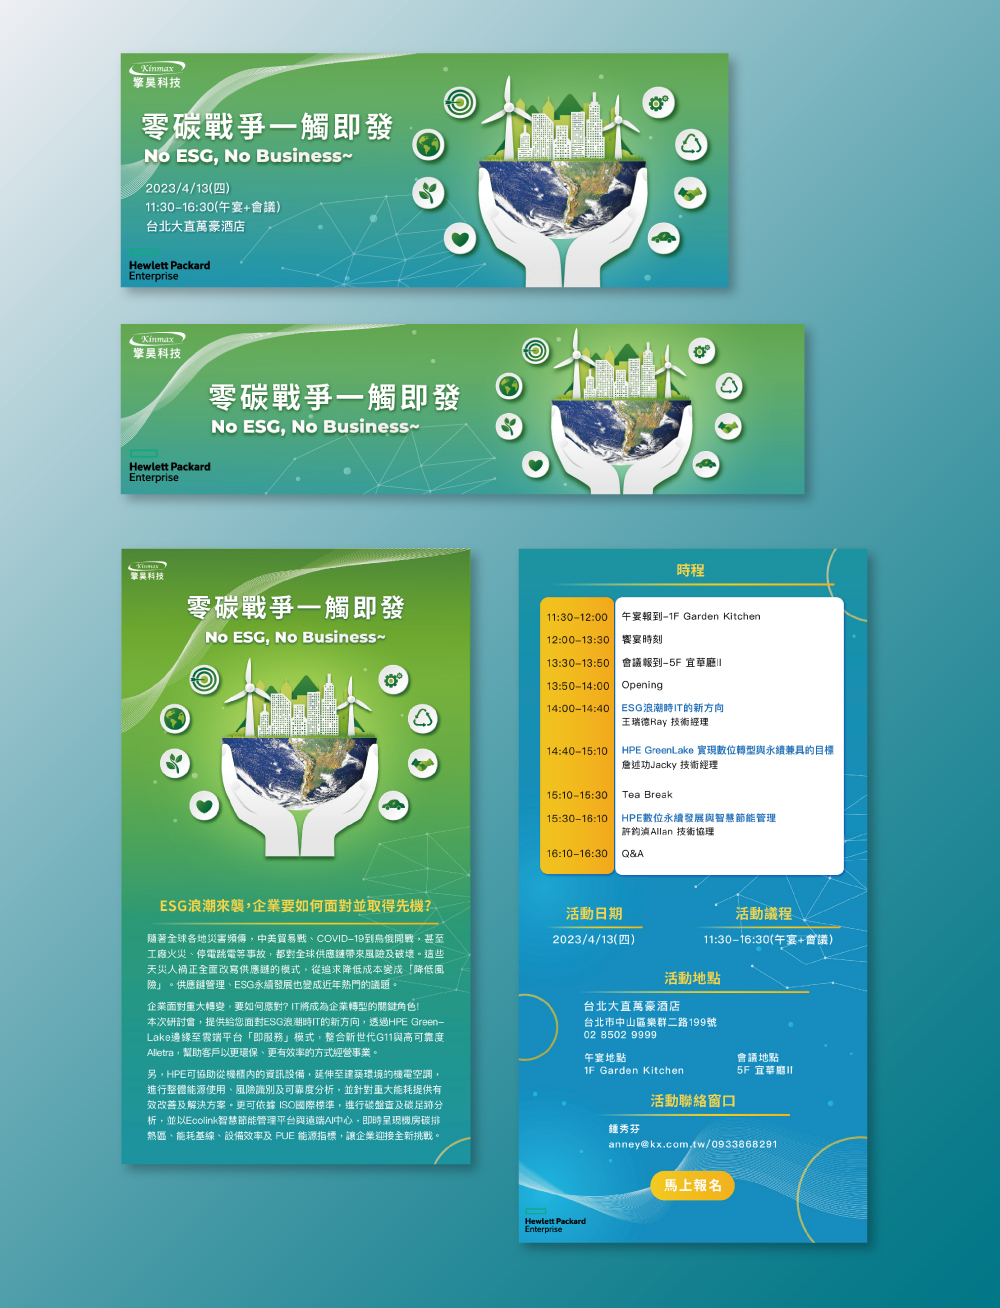 Kinmax
擎昊科技
零碳戰爭一觸即發
No ESG, No Business~
2023/4/13(四)
11:30-16:30(午宴+會議)
台北大直萬豪酒店
Hewlett Packard
Enterprise
Kinmax
擎昊科技
零碳戰爭一觸即發
No ESG, No Business~
Hewlett Packard
Enterprise
Kinmax
擎昊科技
零碳戰爭一觸即發
No ESG, No Business~
ESG浪潮來襲，企業要如何面對並取得先機?
隨著全球各地災害頻傳，中美貿易戰、COVID-19到烏俄開戰，甚至
工廠火災、停電跳電等事故，都對全球供應鏈帶來風險及破壞。這些
天災人禍正全面改寫供應鏈的模式，從追求降低成本變成「降低風
險」。供應鏈管理、ESG永續發展也變成近年熱門的議題。
企業面對重大轉變，要如何應對? IT將成為企業轉型的關鍵角色!
本次研討會，提供給您面對ESG浪潮時IT的新方向，透過HPE Green-
Lake邊緣至雲端平台「即服務」模式，整合新世代G11與高可靠度
Alletra，幫助客戶以更環保、更有效率的方式經營事業。
另，HPE可協助從機櫃內的資訊設備，延伸至建築環境的機電空調，
進行整體能源使用、風險識別及可靠度分析，並針對重大能耗提供有
效改善及解決方案。更可依據 ISO國際標準，進行碳盤查及碳足跡分
析，並以Ecolink智慧節能管理平台與遠端AI中心，即時呈現機房碳排
熱區、能耗基線、設備效率及 PUE 能源指標，讓企業迎接全新挑戰。
時程
11:30-12:00 午宴報到-1F Garden Kitchen
12:00-13:30 饗宴時刻
13:30-13:50 會議報到-5F 宜華廳II
13:50-14:00 Opening
14:00-14:40 ESG浪潮時IT的新方向
王瑞德Ray 技術經理
14:40-15:10 HPE GreenLake 實現數位轉型與永續兼具的目標
詹述功Jacky 技術經理
15:10-15:30 Tea Break
15:30-16:10 HPE數位永續發展與智慧節能管理
許鈞滇Allan 技術協理
16:10-16:30 Q&A
活動日期 活動議程
2023/4/13(四) 11:30-16:30(午宴+會議)
活動地點
台北大直萬豪酒店
台北市中山區樂群二路199號
02 8502 9999
午宴地點 會議地點
1F Garden Kitchen 5F 宜華廳II
活動聯絡窗口
鍾秀芬
anney@kx.com.tw/0933868291
馬上報名
Hewlett Packard
Enterprise